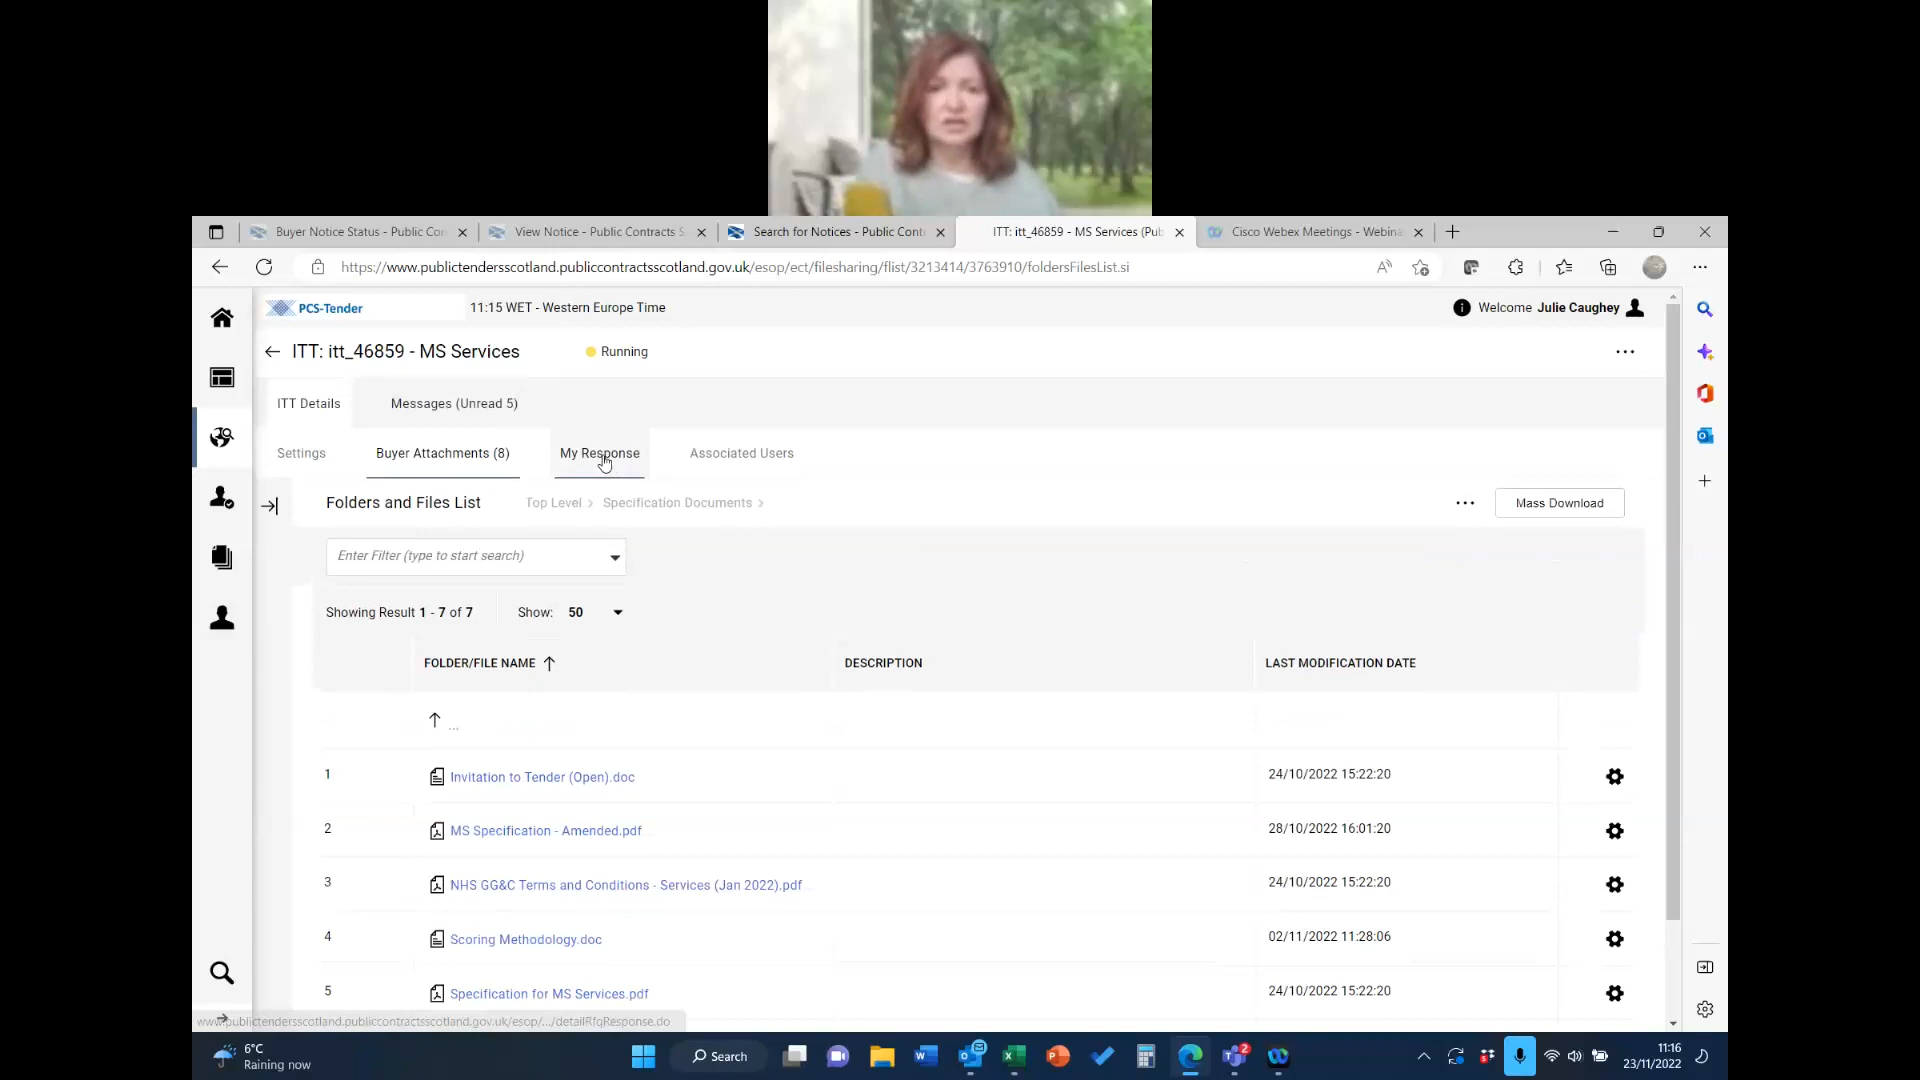 Buyer Notice Status - Public Con
View Notice - Public Contracts S
Search for Notices - Public Cont
ITT: itt_46859 - MS Services (Pub
Cisco Webex Meetings - Webina
https://www.publictendersscotland.publiccontractsscotland.gov.uk/esop/ect/filesharing/flist/3213414/3763910/foldersFilesList.si
PCS-Tender
11:15 WET - Western Europe Time
Welcome Julie Caughey
ITT: itt_46859 - MS Services
Running
ITT Details
Messages (Unread 5)
Settings
Buyer Attachments (8)
My Response
Associated Users
Folders and Files List
Top Level >
Specification Documents >
Mass Download
Enter Filter (type to start search)
Showing Result 1 - 7 of 7
Show: 50
FOLDER/FILE NAME
DESCRIPTION
LAST MODIFICATION DATE
...
1
Invitation to Tender (Open).doc
24/10/2022 15:22:20
2
MS Specification - Amended.pdf
28/10/2022 16:01:20
3
NHS GG&C Terms and Conditions - Services (Jan 2022).pdf
24/10/2022 15:22:20
4
Scoring Methodology.doc
02/11/2022 11:28:06
5
Specification for MS Services.pdf
24/10/2022 15:22:20
www.publictendersscotland.publiccontractsscotland.gov.uk/esop/.../detailRfqResponse.do
6°C
Raining now
Search
2
11:16
23/11/2022